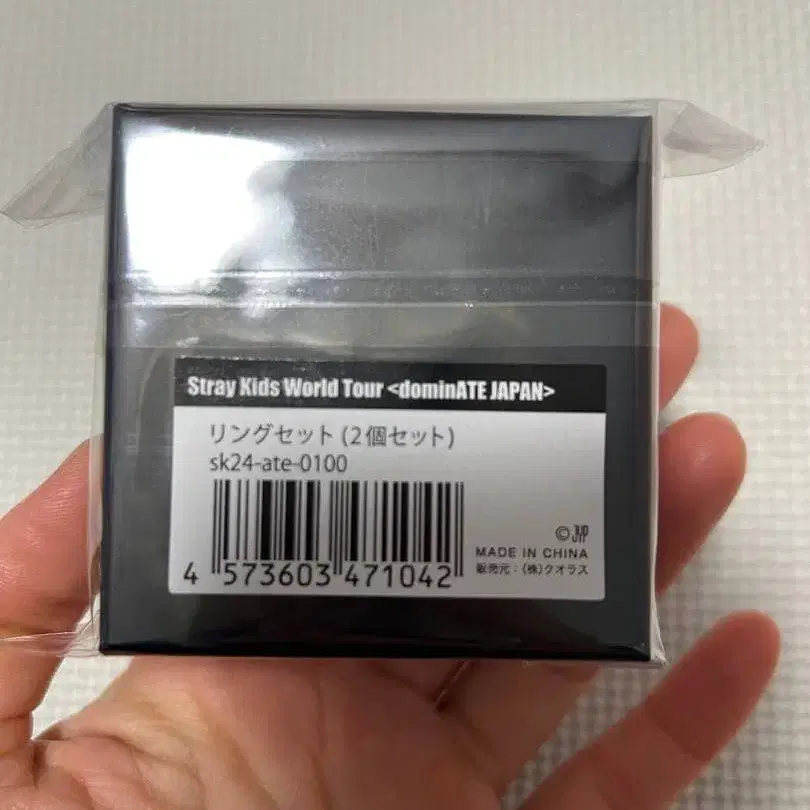 Stray Kids World Tour <dominATE JAPAN>
リングセット (2個セット)
sk24-ate-0100
4 573603 471042
© JYP
MADE IN CHINA
販売元：(株)クオラス